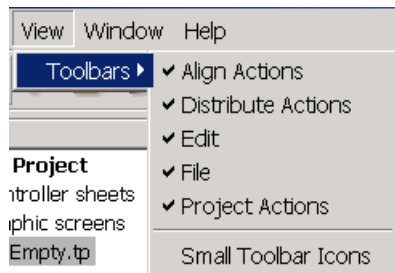 View Window Help
Toolbars
Align Actions
Distribute Actions
Edit
File
Project Actions
Small Toolbar Icons
Project
ntroller sheets
phic screens
Empty.tp